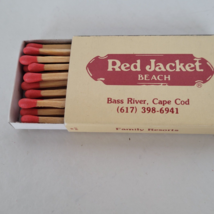 Red Jacket
BEACH
®
Bass River, Cape Cod
(617) 398-6941
Family Resorts